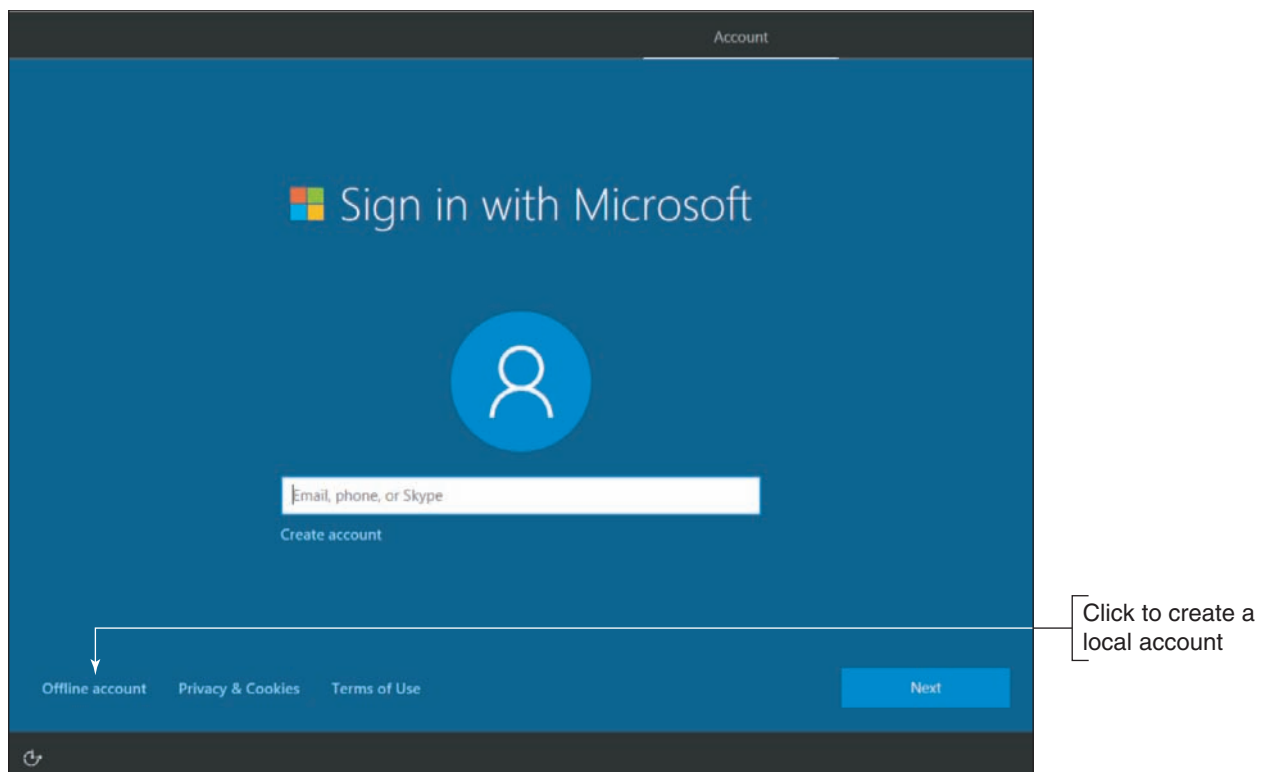 Account
Sign in with Microsoft
Email, phone, or Skype
Create account
Click to create a
local account
Offline account Privacy & Cookies Terms of Use Next